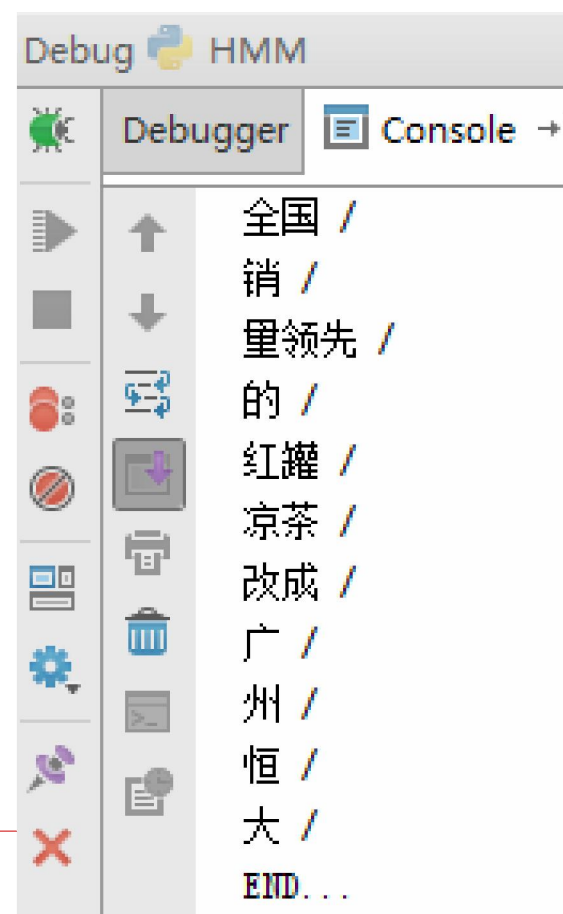 Debug HMM
Debugger Console
全国 /
销 /
量领先 /
的 /
红罐 /
凉茶 /
改成 /
广 /
州 /
恒 /
大 /
END...